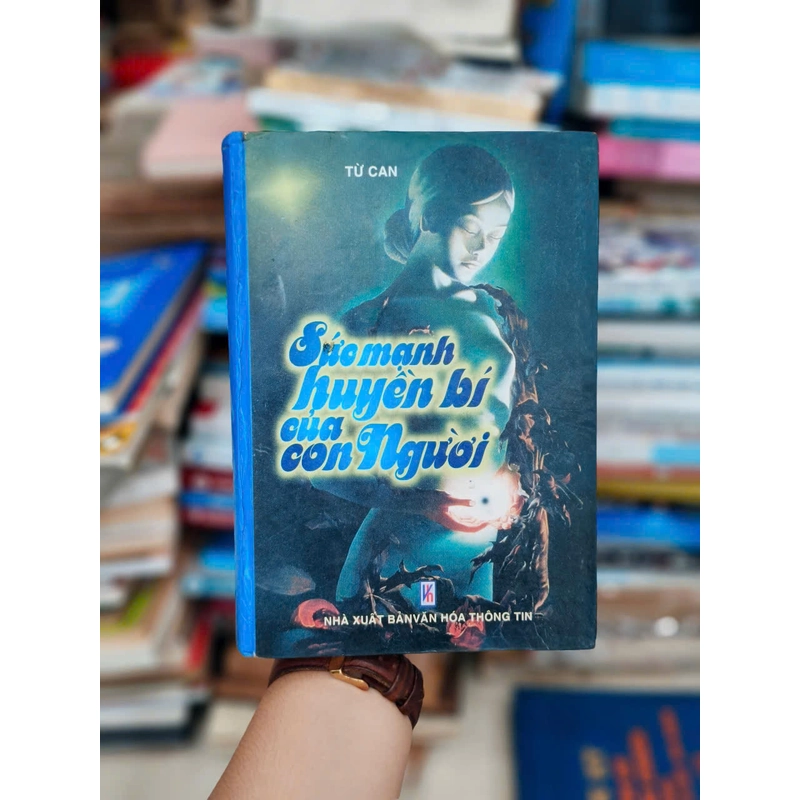 TỪ CAN
Sức mạnh
huyền bí
của
con Người
NHÀ XUẤT BẢN VĂN HÓA THÔNG TIN